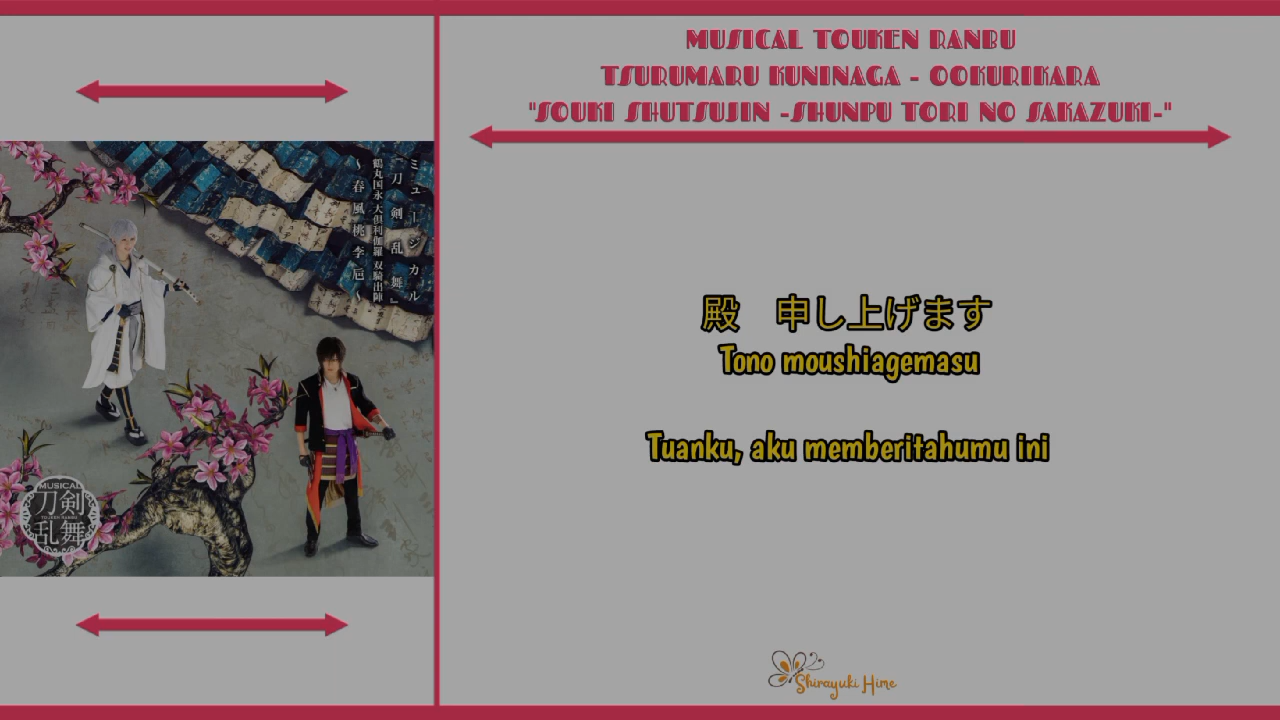 MUSICAL TOUKEN RANBU
TSURUMARU KUNINAGA - OOKURIKARA
"SOUKI SHUTSUJIN -SHUNPU TORI NO SAKAZUKI-"
ミュージカル
『刀剣乱舞』
鶴丸国永 大倶利伽羅 双騎出陣
〜春風桃李巵〜
MUSICAL
刀剣
TOUKEN RANBU
乱舞
殿　申し上げます
Tono moushiagemasu
Tuanku, aku memberitahumu ini
Shirayuki Hime